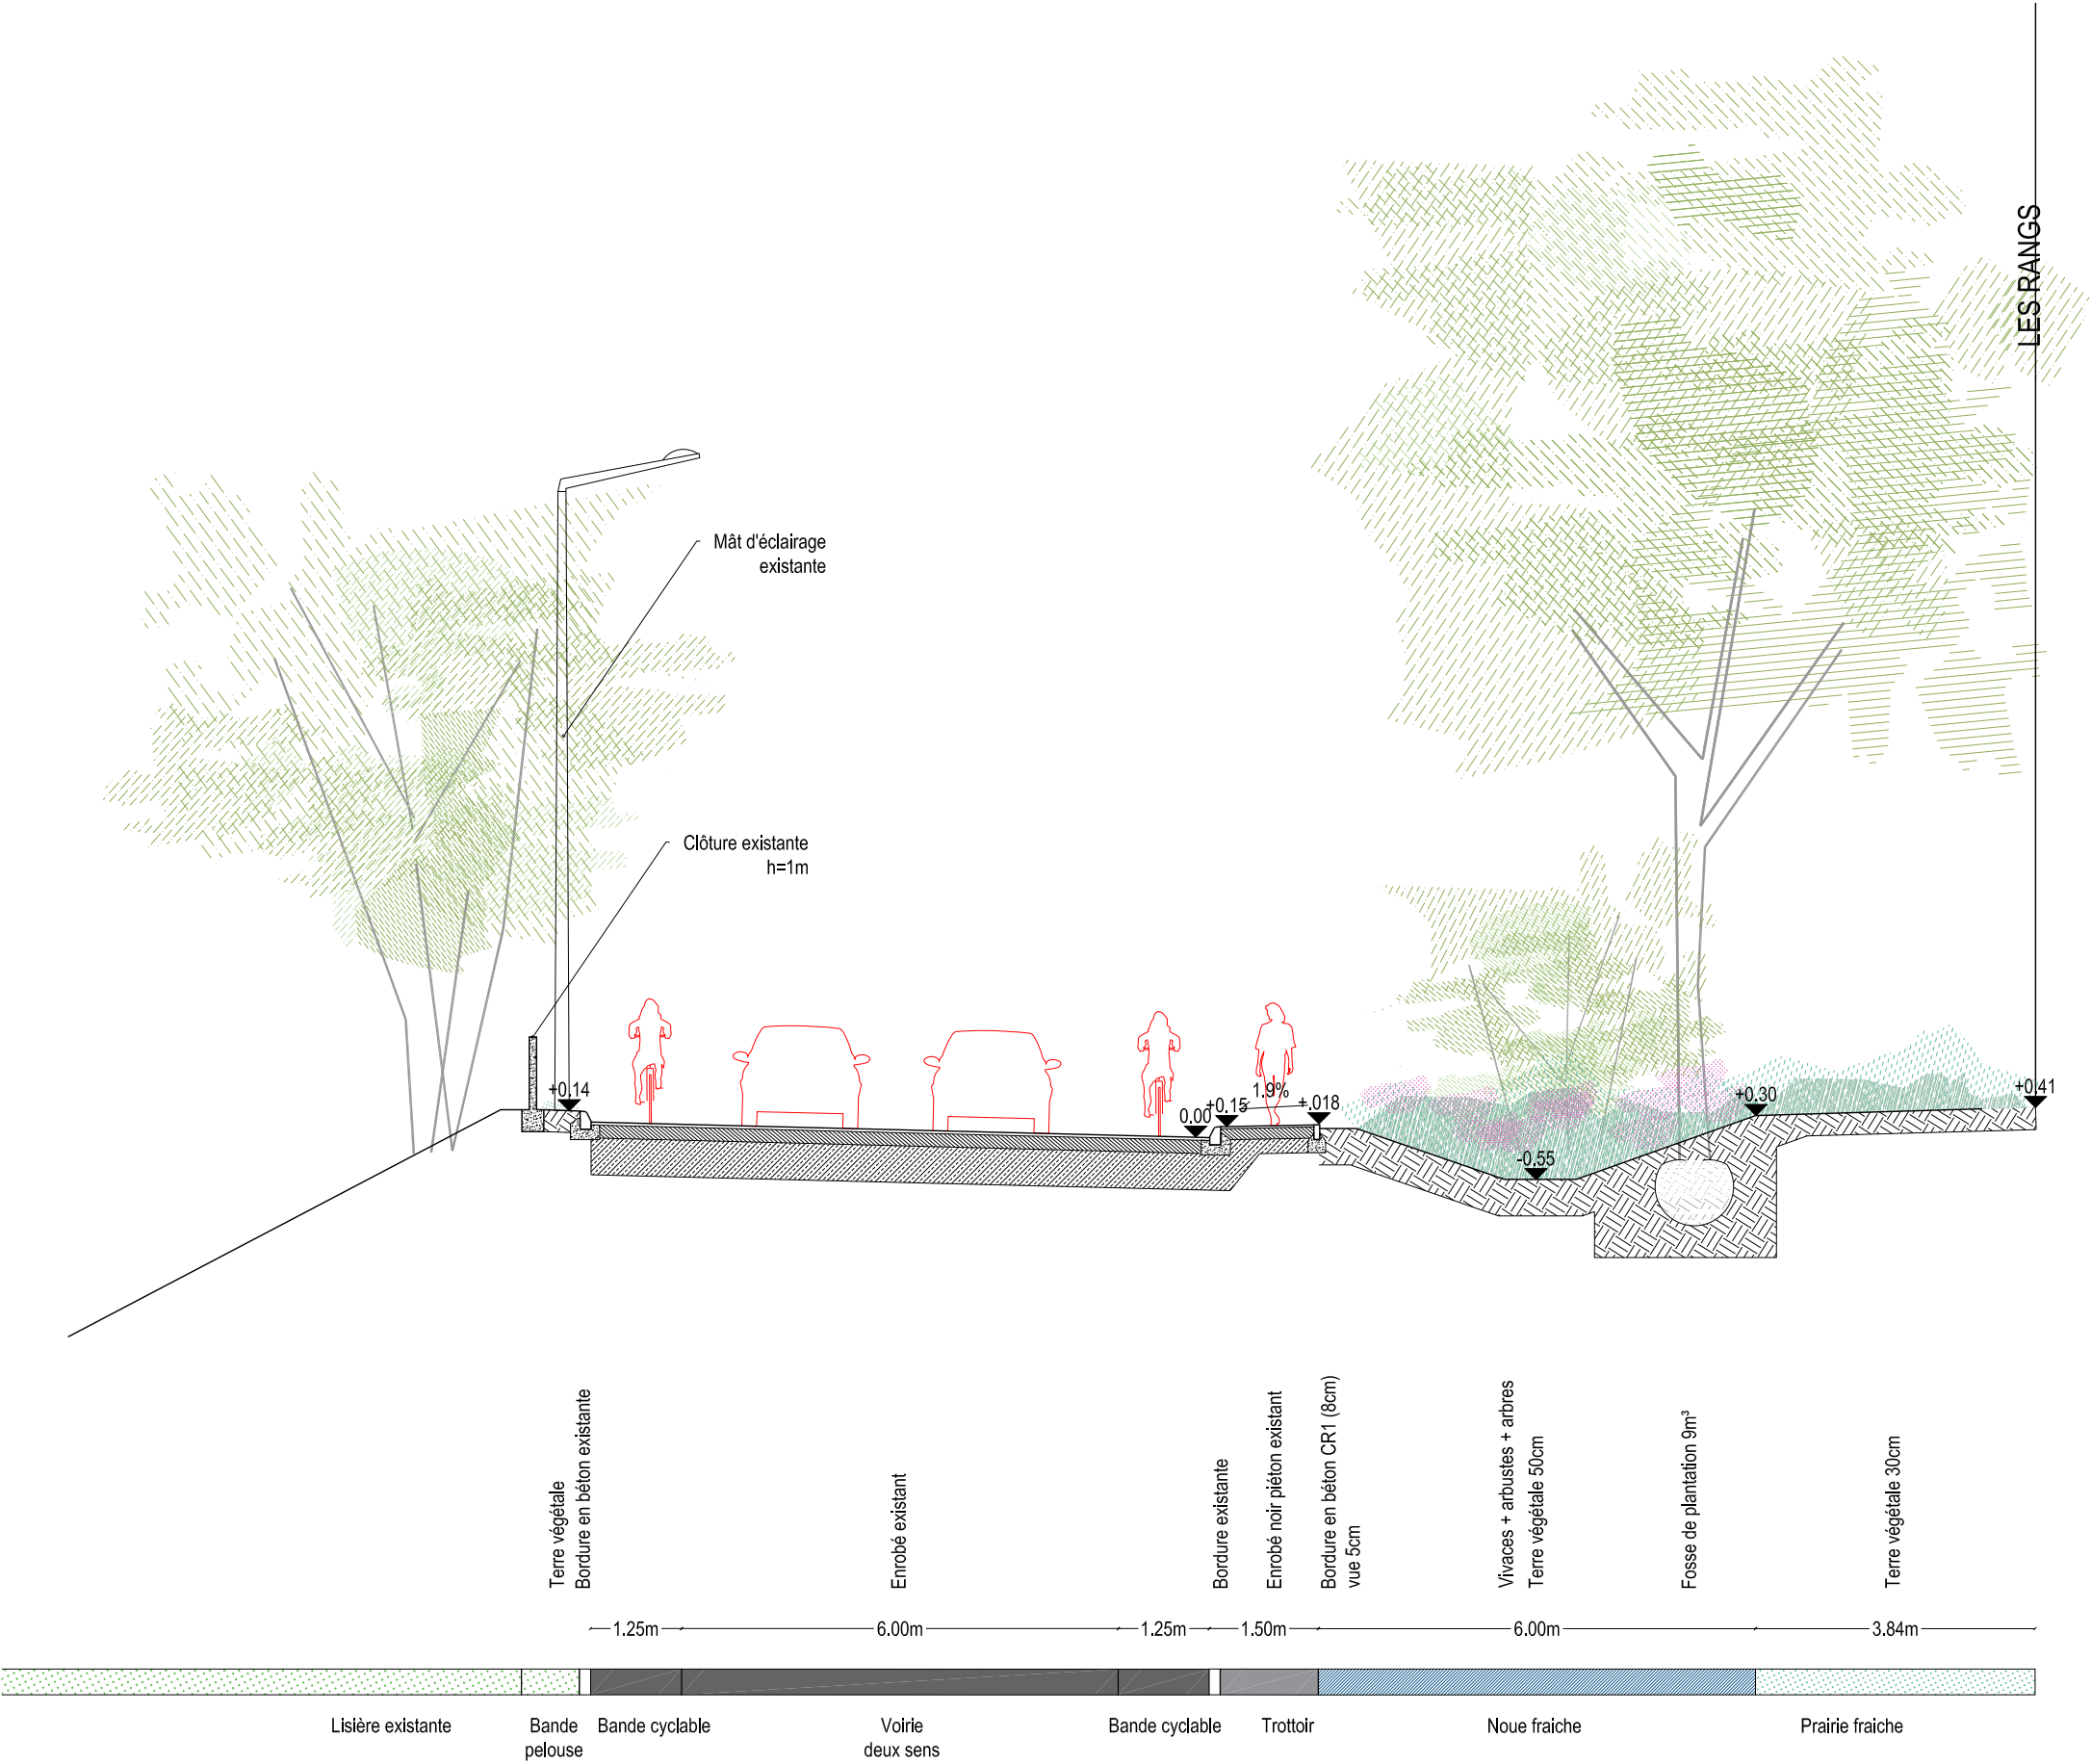 LES RANGS
Mât d'éclairage
existante
Clôture existante
h=1m
+0.14
0.00
+0.15
1.9%
+.018
-0.55
+0.30
+0.41
Terre végétale
Bordure en béton existante
Enrobé existant
Bordure existante
Enrobé noir piéton existant
Bordure en béton CR1 (8cm)
vue 5cm
Vivaces + arbustes + arbres
Terre végétale 50cm
Fosse de plantation 9m³
Terre végétale 30cm
1.25m
6.00m
1.25m
1.50m
6.00m
3.84m
Lisière existante
Bande
pelouse
Bande cyclable
Voirie
deux sens
Bande cyclable
Trottoir
Noue fraiche
Prairie fraiche